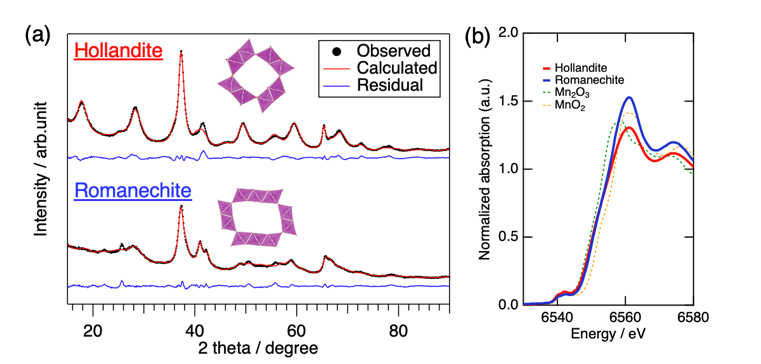 (a)
Hollandite
Observed
Calculated
Residual
Romanechite
Intensity / arb.unit
20
40
60
80
2 theta / degree
(b)
2.0
1.5
1.0
0.5
0.0
Hollandite
Romanechite
Mn₂O₃
MnO₂
Normalized absorption (a.u.)
6540
6560
6580
Energy / eV